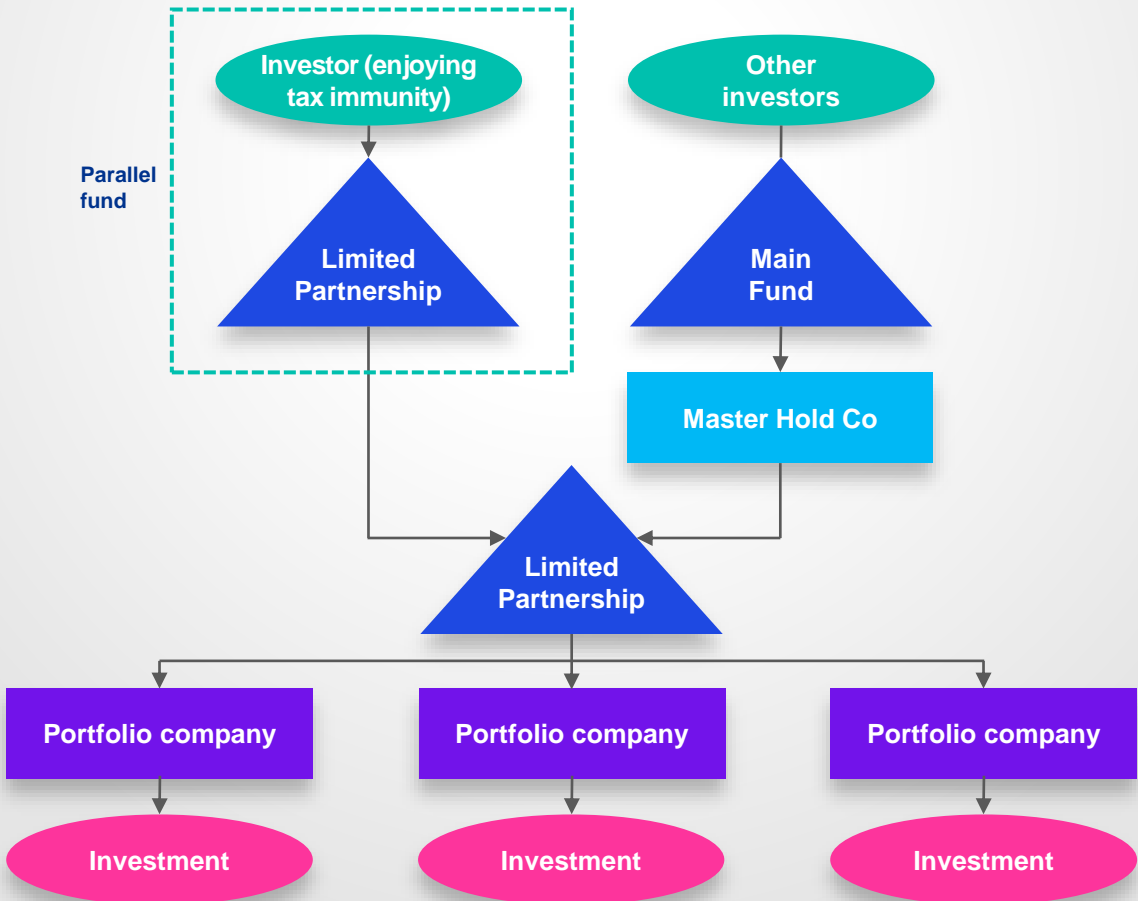 Investor (enjoying
tax immunity)
Other
investors
Parallel
fund
Limited
Partnership
Main
Fund
Master Hold Co
Limited
Partnership
Portfolio company
Portfolio company
Portfolio company
Investment
Investment
Investment